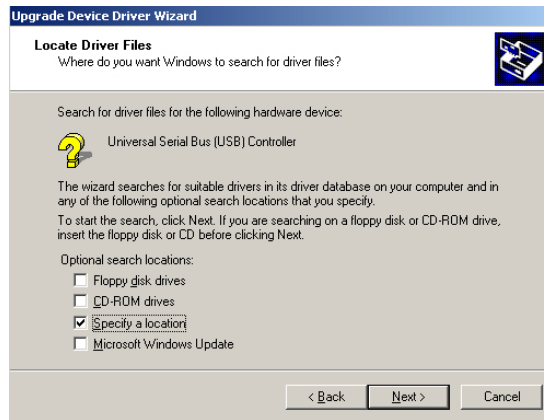 Upgrade Device Driver Wizard
Locate Driver Files
Where do you want Windows to search for driver files?
Search for driver files for the following hardware device:
Universal Serial Bus (USB) Controller
The wizard searches for suitable drivers in its driver database on your computer and in
any of the following optional search locations that you specify.
To start the search, click Next. If you are searching on a floppy disk or CD-ROM drive,
insert the floppy disk or CD before clicking Next.
Optional search locations:
Floppy disk drives
CD-ROM drives
Specify a location
Microsoft Windows Update
< Back
Next >
Cancel